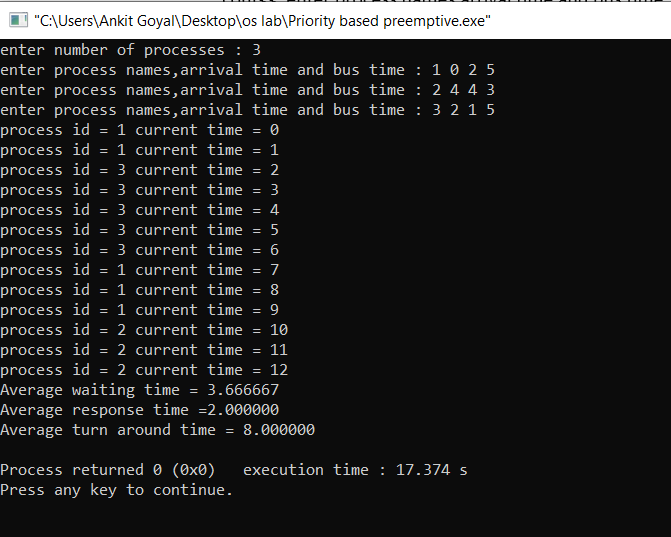 "C:\Users\Ankit Goyal\Desktop\os lab\Priority based preemptive.exe"
enter number of processes : 3
enter process names,arrival time and bus time : 1 0 2 5
enter process names,arrival time and bus time : 2 4 4 3
enter process names,arrival time and bus time : 3 2 1 5
process id = 1 current time = 0
process id = 1 current time = 1
process id = 3 current time = 2
process id = 3 current time = 3
process id = 3 current time = 4
process id = 3 current time = 5
process id = 3 current time = 6
process id = 1 current time = 7
process id = 1 current time = 8
process id = 1 current time = 9
process id = 2 current time = 10
process id = 2 current time = 11
process id = 2 current time = 12
Average waiting time = 3.666667
Average response time =2.000000
Average turn around time = 8.000000
Process returned 0 (0x0)   execution time : 17.374 s
Press any key to continue.